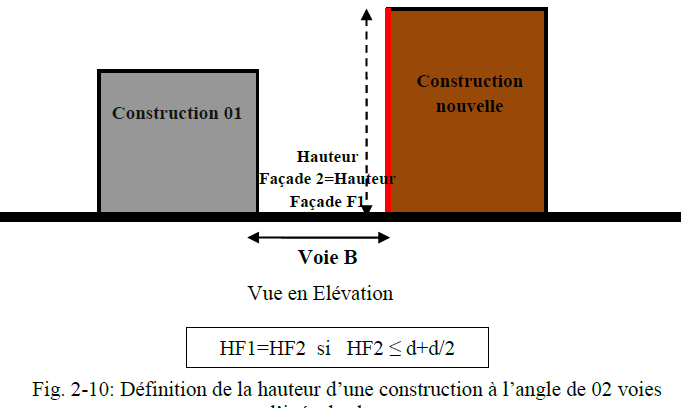 Construction 01
Construction
nouvelle
Hauteur
Façade 2=Hauteur
Façade F1
Voie B
Vue en Elévation
HF1=HF2 si HF2 ≤ d+d/2
Fig. 2-10: Définition de la hauteur d’une construction à l’angle de 02 voies